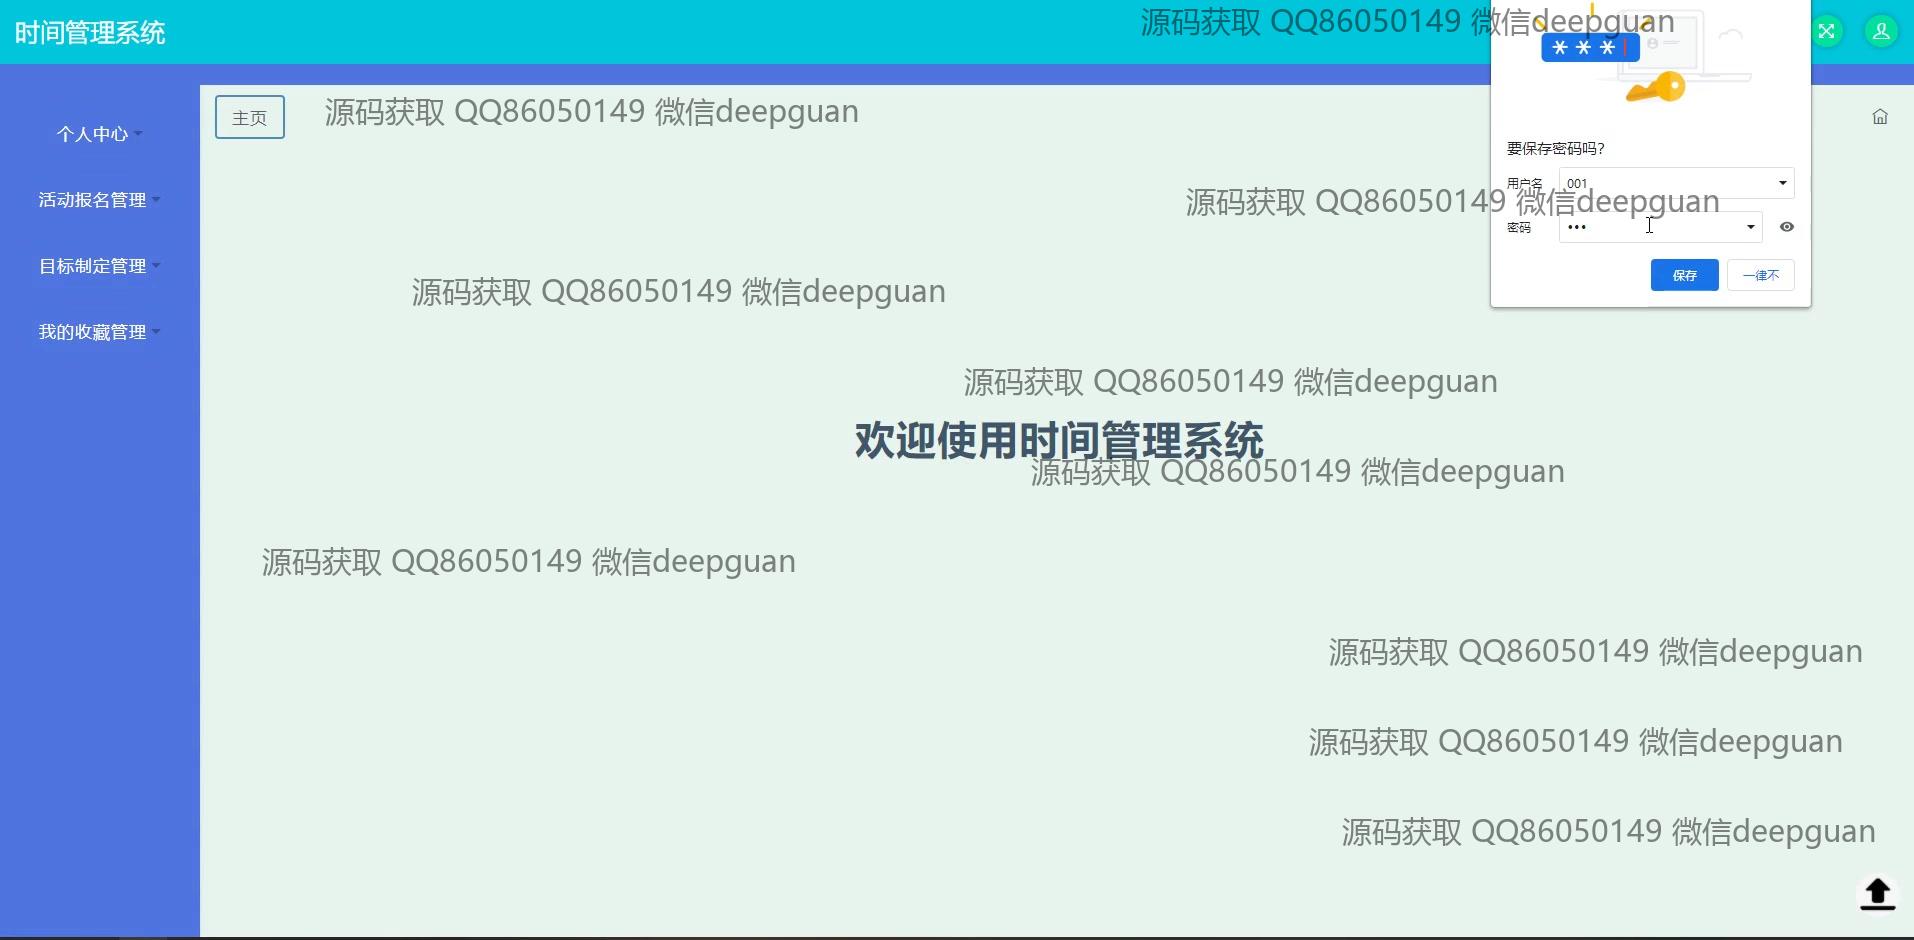 时间管理系统
源码获取 QQ86050149 微信deepguan
***
个人中心
活动报名管理
目标制定管理
我的收藏管理
主页
源码获取 QQ86050149 微信deepguan
要保存密码吗?
用户名 001
源码获取 QQ86050149 微信deepguan
密码 •••
保存 一律不
源码获取 QQ86050149 微信deepguan
源码获取 QQ86050149 微信deepguan
欢迎使用时间管理系统
源码获取 QQ86050149 微信deepguan
源码获取 QQ86050149 微信deepguan
源码获取 QQ86050149 微信deepguan
源码获取 QQ86050149 微信deepguan
源码获取 QQ86050149 微信deepguan